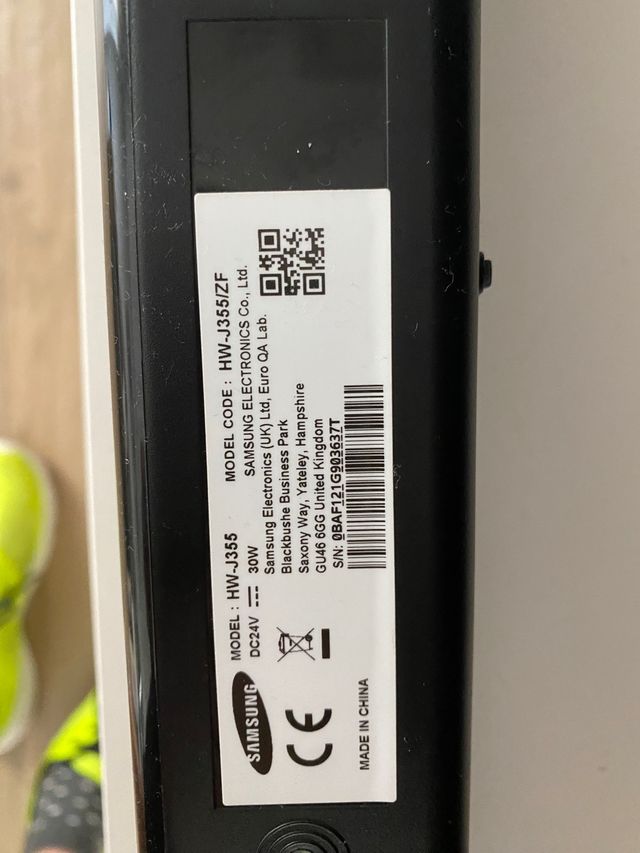 MODEL : HW-J355 MODEL CODE : HW-J355/ZF
DC24V ⎓ 30W SAMSUNG ELECTRONICS Co., Ltd.
Samsung Electronics (UK) Ltd, Euro QA Lab.
Blackbushe Business Park
Saxony Way, Yateley, Hampshire
GU46 6GG United Kingdom
S/N: 0BAF121G903637T
SAMSUNG
CE
MADE IN CHINA